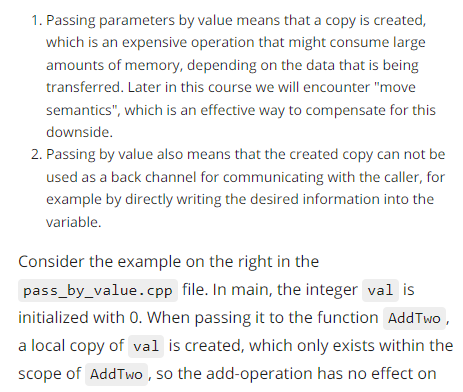 1. Passing parameters by value means that a copy is created,
which is an expensive operation that might consume large
amounts of memory, depending on the data that is being
transferred. Later in this course we will encounter "move
semantics", which is an effective way to compensate for this
downside.
2. Passing by value also means that the created copy can not be
used as a back channel for communicating with the caller, for
example by directly writing the desired information into the
variable.
Consider the example on the right in the
pass_by_value.cpp file. In main, the integer val is
initialized with 0. When passing it to the function AddTwo ,
a local copy of val is created, which only exists within the
scope of AddTwo , so the add-operation has no effect on